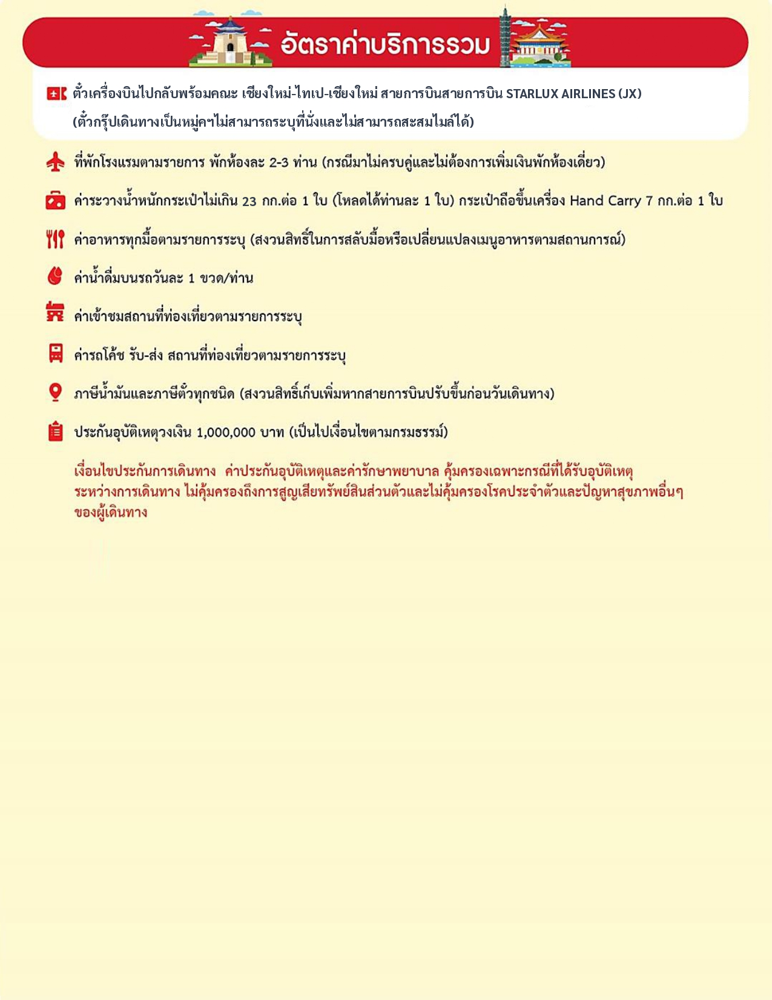 อัตราค่าบริการรวม
ตั๋วเครื่องบินไปกลับพร้อมคณะ เชียงใหม่-ไทเป-เชียงใหม่ สายการบินสายการบิน STARLUX AIRLINES (JX)
(ตั๋วกรุ๊ปเดินทางเป็นหมู่คฯไม่สามารถระบุที่นั่งและไม่สามารถสะสมไมล์ได้)
ที่พักโรงแรมตามรายการ พักห้องละ 2-3 ท่าน (กรณีมาไม่ครบคู่และไม่ต้องการเพิ่มเงินพักห้องเดี่ยว)
ค่าระวางน้ำหนักกระเป๋าไม่เกิน 23 กก.ต่อ 1 ใบ (โหลดได้ท่านละ 1 ใบ) กระเป๋าถือขึ้นเครื่อง Hand Carry 7 กก.ต่อ 1 ใบ
ค่าอาหารทุกมื้อตามรายการระบุ (สงวนสิทธิ์ในการสลับมื้อหรือเปลี่ยนแปลงเมนูอาหารตามสถานการณ์)
ค่าน้ำดื่มบนรถวันละ 1 ขวด/ท่าน
ค่าเข้าชมสถานที่ท่องเที่ยวตามรายการระบุ
ค่ารถโค้ช รับ-ส่ง สถานที่ท่องเที่ยวตามรายการระบุ
ภาษีน้ำมันและภาษีตั๋วทุกชนิด (สงวนสิทธิ์เก็บเพิ่มหากสายการบินปรับขึ้นก่อนวันเดินทาง)
ประกันอุบัติเหตุวงเงิน 1,000,000 บาท (เป็นไปเงื่อนไขตามกรมธรรม์)
เงื่อนไขประกันการเดินทาง ค่าประกันอุบัติเหตุและค่ารักษาพยาบาล คุ้มครองเฉพาะกรณีที่ได้รับอุบัติเหตุ
ระหว่างการเดินทาง ไม่คุ้มครองถึงการสูญเสียทรัพย์สินส่วนตัวและไม่คุ้มครองโรคประจำตัวและปัญหาสุขภาพอื่นๆ
ของผู้เดินทาง